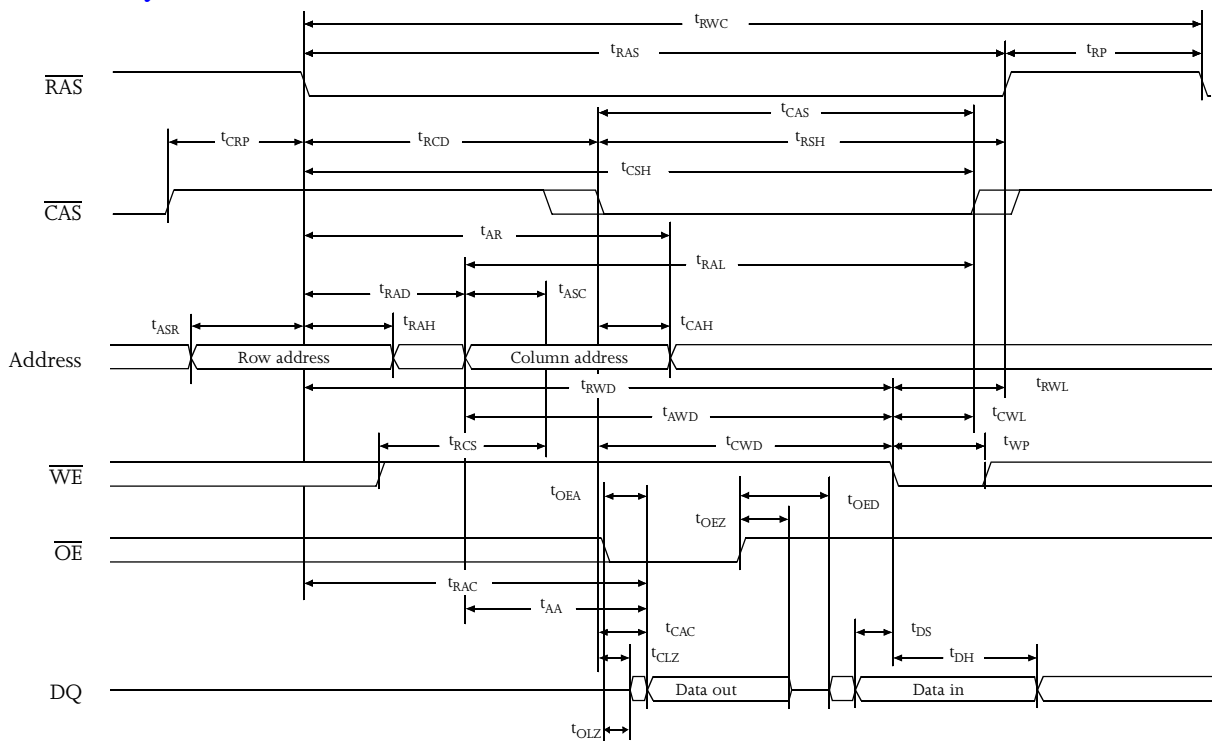 tRWC
tRAS
tRP
RAS
tCAS
tCRP
tRCD
tRSH
tCSH
CAS
tAR
tRAL
tRAD
tASC
tASR
tRAH
tCAH
Address
Row address
Column address
tRWD
tRWL
tAWD
tCWL
tRCS
tCWD
tWP
WE
tOEA
tOED
tOEZ
OE
tRAC
tAA
tCAC
tDS
tCLZ
tDH
DQ
Data out
Data in
tOLZ